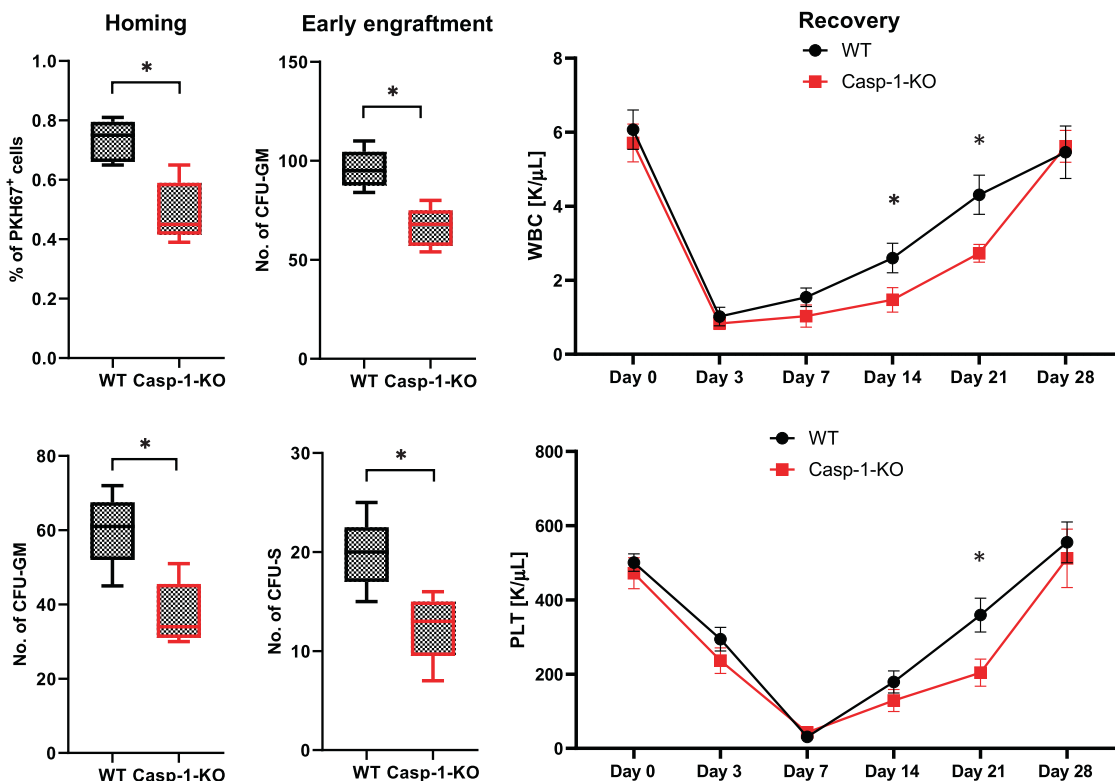 Homing
% of PKH67+ cells
1.0
0.8
0.6
0.4
0.2
0.0
*
WT Casp-1-KO
Early engraftment
No. of CFU-GM
150
100
50
0
*
WT Casp-1-KO
Recovery
WT
Casp-1-KO
WBC [K/μL]
8
6
4
2
0
*
*
Day 0 Day 3 Day 7 Day 14 Day 21 Day 28
No. of CFU-GM
80
60
40
20
0
*
WT Casp-1-KO
No. of CFU-S
30
20
10
0
*
WT Casp-1-KO
WT
Casp-1-KO
PLT [K/μL]
800
600
400
200
0
*
Day 0 Day 3 Day 7 Day 14 Day 21 Day 28